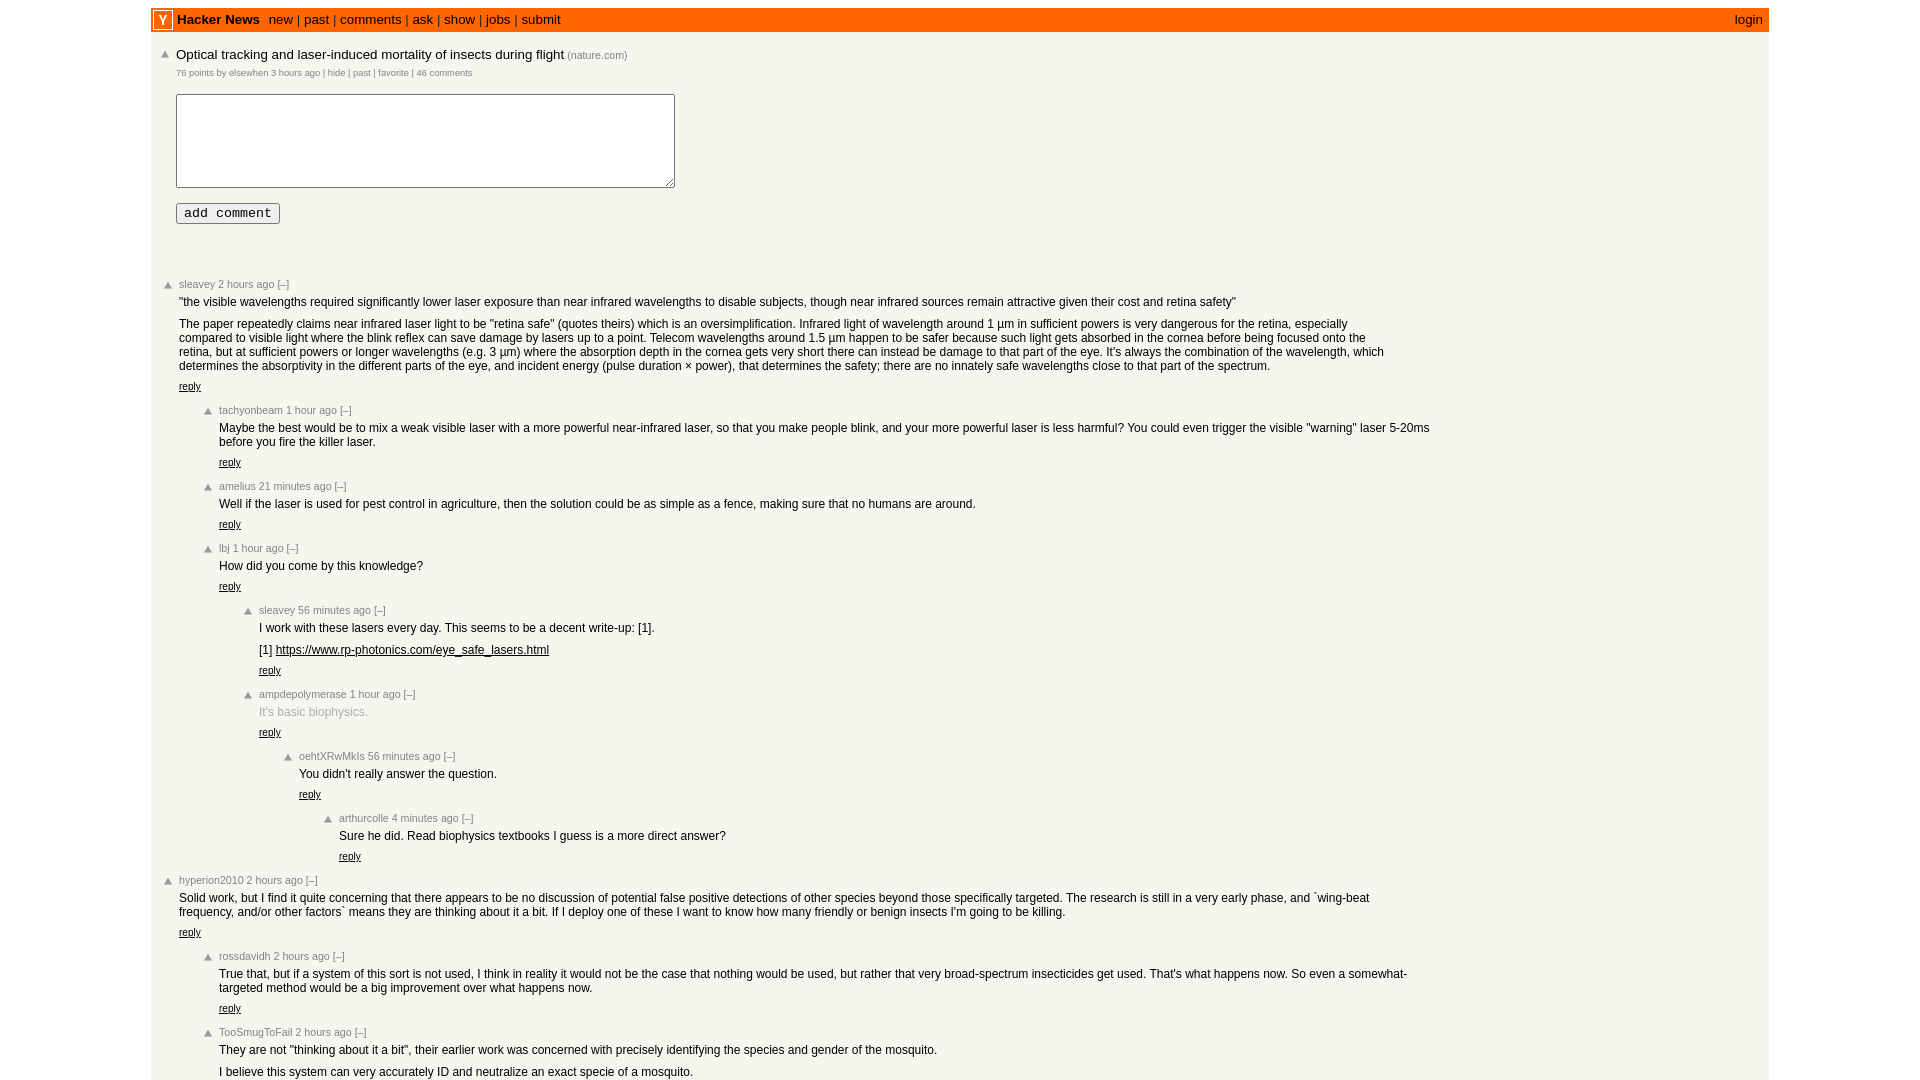 Y Hacker News new | past | comments | ask | show | jobs | submit login
Optical tracking and laser-induced mortality of insects during flight (nature.com)
76 points by elsewhen 3 hours ago | hide | past | favorite | 46 comments
add comment
sleavey 2 hours ago [–]
"the visible wavelengths required significantly lower laser exposure than near infrared wavelengths to disable subjects, though near infrared sources remain attractive given their cost and retina safety"
The paper repeatedly claims near infrared laser light to be "retina safe" (quotes theirs) which is an oversimplification. Infrared light of wavelength around 1 µm in sufficient powers is very dangerous for the retina, especially
compared to visible light where the blink reflex can save damage by lasers up to a point. Telecom wavelengths around 1.5 µm happen to be safer because such light gets absorbed in the cornea before being focused onto the
retina, but at sufficient powers or longer wavelengths (e.g. 3 µm) where the absorption depth in the cornea gets very short there can instead be damage to that part of the eye. It's always the combination of the wavelength, which
determines the absorptivity in the different parts of the eye, and incident energy (pulse duration × power), that determines the safety; there are no innately safe wavelengths close to that part of the spectrum.
reply
tachyonbeam 1 hour ago [–]
Maybe the best would be to mix a weak visible laser with a more powerful near-infrared laser, so that you make people blink, and your more powerful laser is less harmful? You could even trigger the visible "warning" laser 5-20ms
before you fire the killer laser.
reply
amelius 21 minutes ago [–]
Well if the laser is used for pest control in agriculture, then the solution could be as simple as a fence, making sure that no humans are around.
reply
lbj 1 hour ago [–]
How did you come by this knowledge?
reply
sleavey 56 minutes ago [–]
I work with these lasers every day. This seems to be a decent write-up: [1].
[1] https://www.rp-photonics.com/eye_safe_lasers.html
reply
ampdepolymerase 1 hour ago [–]
It's basic biophysics.
reply
oehtXRwMkIs 56 minutes ago [–]
You didn't really answer the question.
reply
arthurcolle 4 minutes ago [–]
Sure he did. Read biophysics textbooks I guess is a more direct answer?
reply
hyperion2010 2 hours ago [–]
Solid work, but I find it quite concerning that there appears to be no discussion of potential false positive detections of other species beyond those specifically targeted. The research is still in a very early phase, and `wing-beat
frequency, and/or other factors` means they are thinking about it a bit. If I deploy one of these I want to know how many friendly or benign insects I'm going to be killing.
reply
rossdavidh 2 hours ago [–]
True that, but if a system of this sort is not used, I think in reality it would not be the case that nothing would be used, but rather that very broad-spectrum insecticides get used. That's what happens now. So even a somewhat-
targeted method would be a big improvement over what happens now.
reply
TooSmugToFail 2 hours ago [–]
They are not "thinking about it a bit", their earlier work was concerned with precisely identifying the species and gender of the mosquito.
I believe this system can very accurately ID and neutralize an exact specie of a mosquito.